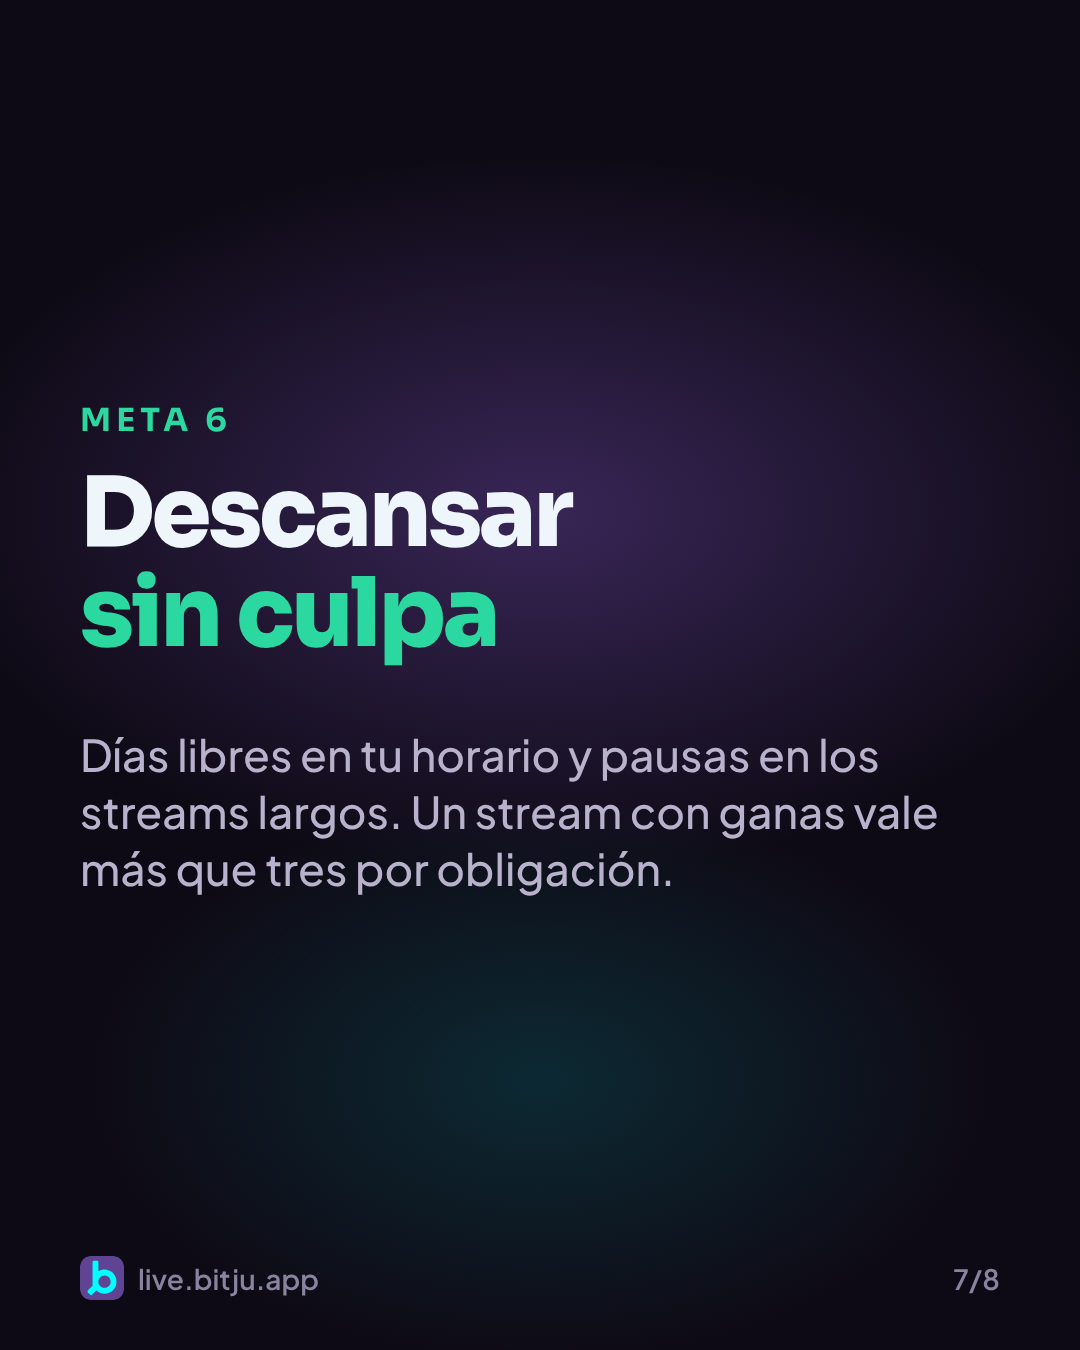 META 6
Descansar
sin culpa
Días libres en tu horario y pausas en los
streams largos. Un stream con ganas vale
más que tres por obligación.
live.bitju.app
7/8